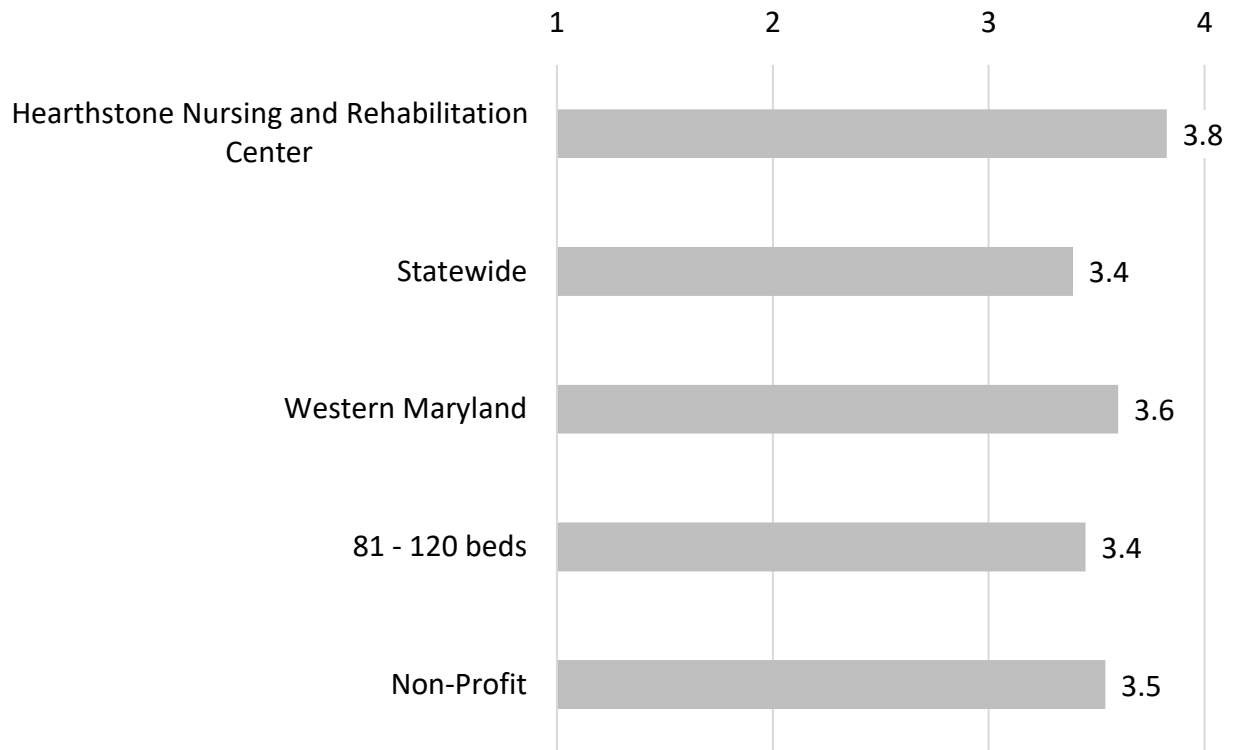 1 2 3 4
Hearthstone Nursing and Rehabilitation
Center
3.8
Statewide
3.4
Western Maryland
3.6
81 - 120 beds
3.4
Non-Profit
3.5